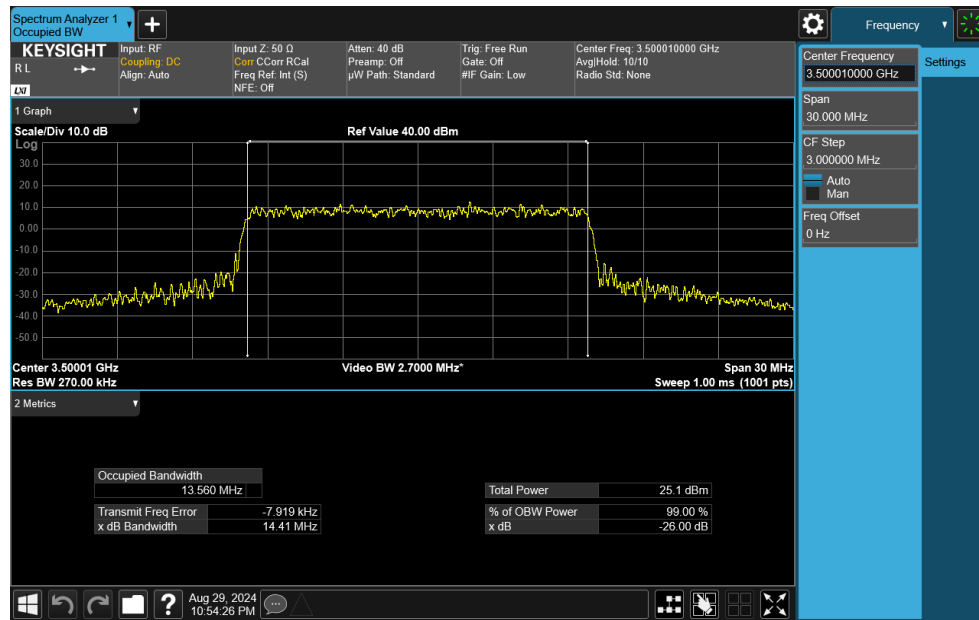 Spectrum Analyzer 1
Occupied BW
Frequency
KEYSIGHT
R L
LXI
Input: RF
Coupling: DC
Align: Auto
Input Z: 50 Ω
Corr CCorr RCal
Freq Ref: Int (S)
NFE: Off
Atten: 40 dB
Preamp: Off
µW Path: Standard
Trig: Free Run
Gate: Off
#IF Gain: Low
Center Freq: 3.500010000 GHz
Avg|Hold: 10/10
Radio Std: None
Center Frequency
3.500010000 GHz
Settings
Span
30.000 MHz
CF Step
3.000000 MHz
Auto
Man
Freq Offset
0 Hz
1 Graph
Scale/Div 10.0 dB
Ref Value 40.00 dBm
Log
30.0
20.0
10.0
0.00
-10.0
-20.0
-30.0
-40.0
-50.0
Center 3.50001 GHz
Video BW 2.7000 MHz*
Span 30 MHz
Res BW 270.00 kHz
Sweep 1.00 ms (1001 pts)
2 Metrics
Occupied Bandwidth
13.560 MHz
Transmit Freq Error -7.919 kHz
x dB Bandwidth 14.41 MHz
Total Power 25.1 dBm
% of OBW Power 99.00 %
x dB -26.00 dB
?
Aug 29, 2024
10:54:26 PM